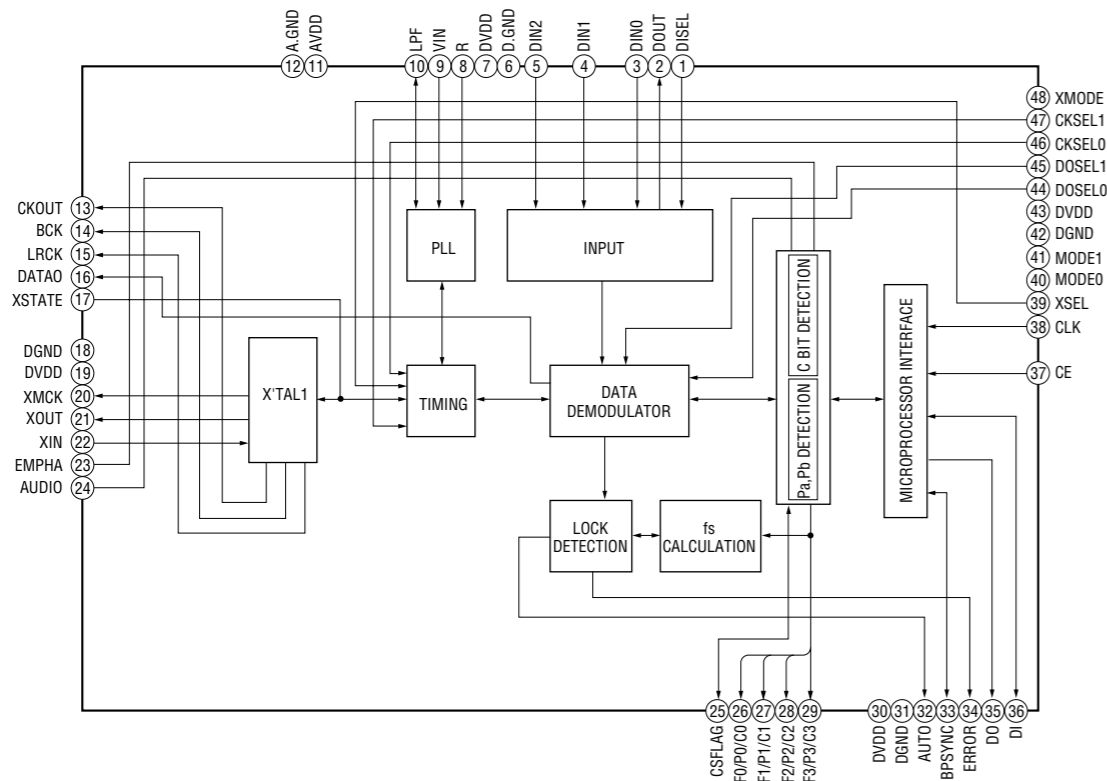 A.GND
AVDD
LPF
VIN
R
DVDD
D.GND
DIN2
DIN1
DIN0
DOUT
DISEL
12
11
10
9
8
7
6
5
4
3
2
1
48 XMODE
47 CKSEL1
46 CKSEL0
45 DOSEL1
44 DOSEL0
43 DVDD
42 DGND
41 MODE1
40 MODE0
39 XSEL
38 CLK
37 CE
CKOUT 13
BCK 14
LRCK 15
DATAO 16
XSTATE 17
DGND 18
DVDD 19
XMCK 20
XOUT 21
XIN 22
EMPHA 23
AUDIO 24
PLL
INPUT
X'TAL1
TIMING
DATA
DEMODULATOR
C BIT DETECTION
Pa,Pb DETECTION
MICROPROCESSOR INTERFACE
LOCK
DETECTION
fs
CALCULATION
25
26
27
28
29
30
31
32
33
34
35
36
CSFLAG
F0/P0/C0
F1/P1/C1
F2/P2/C2
F3/P3/C3
DVDD
DGND
AUTO
BPSYNC
ERROR
DO
DI